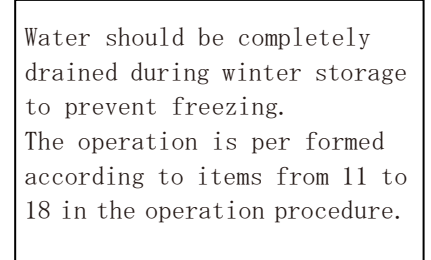 Water should be completely
drained during winter storage
to prevent freezing.
The operation is per formed
according to items from 11 to
18 in the operation procedure.